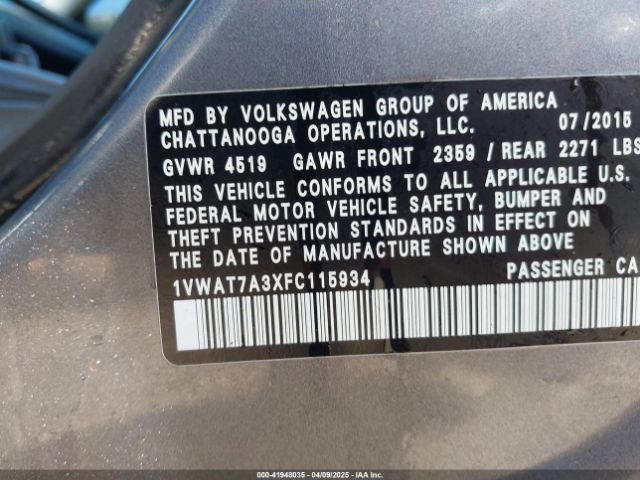 MFD BY VOLKSWAGEN GROUP OF AMERICA
CHATTANOOGA OPERATIONS, LLC. 07/2015
GVWR 4519 GAWR FRONT 2359 / REAR 2271 LBS
THIS VEHICLE CONFORMS TO ALL APPLICABLE U.S.
FEDERAL MOTOR VEHICLE SAFETY, BUMPER AND
THEFT PREVENTION STANDARDS IN EFFECT ON
THE DATE OF MANUFACTURE SHOWN ABOVE
1VWAT7A3XFC115934 PASSENGER CA
000-41948035 - 04/09/2025 - IAAI.com